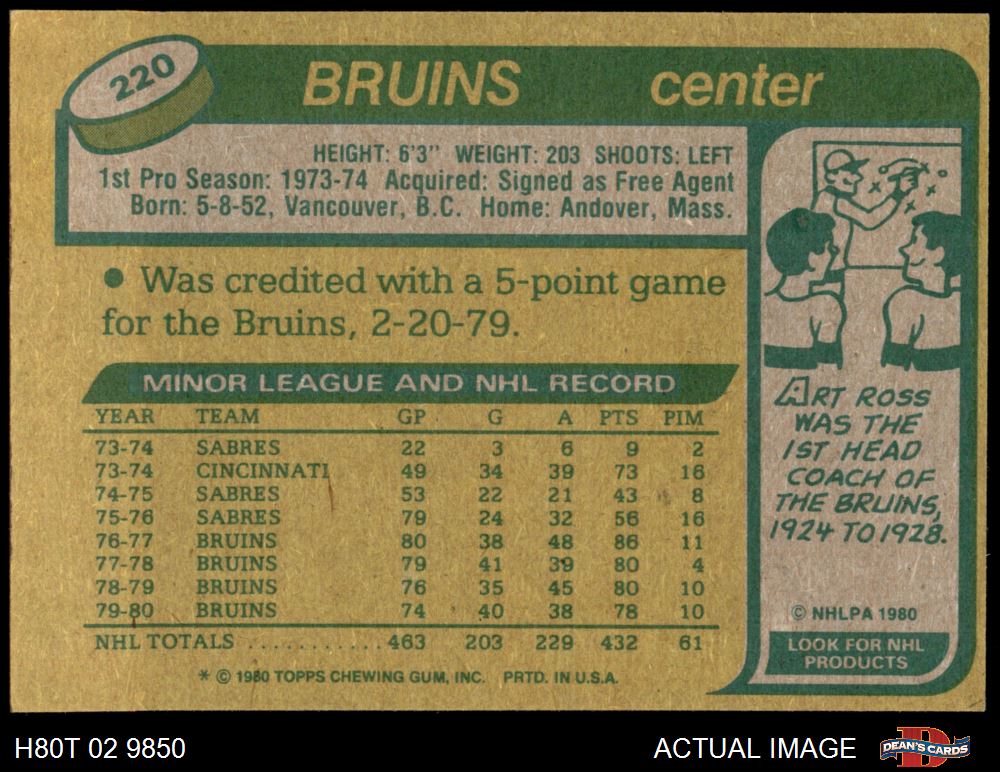 220
BRUINS center
HEIGHT: 6'3" WEIGHT: 203 SHOOTS: LEFT
1st Pro Season: 1973-74 Acquired: Signed as Free Agent
Born: 5-8-52, Vancouver, B.C. Home: Andover, Mass.
• Was credited with a 5-point game
for the Bruins, 2-20-79.
MINOR LEAGUE AND NHL RECORD
YEAR TEAM GP G A PTS PIM
73-74 SABRES 22 3 6 9 2
73-74 CINCINNATI 49 34 39 73 16
74-75 SABRES 53 22 21 43 8
75-76 SABRES 79 24 32 56 16
76-77 BRUINS 80 38 48 86 11
77-78 BRUINS 79 41 39 80 4
78-79 BRUINS 76 35 45 80 10
79-80 BRUINS 74 40 38 78 10
NHL TOTALS ........... 463 203 229 432 61
* © 1980 TOPPS CHEWING GUM, INC. PRTD. IN U.S.A.
ART ROSS
WAS THE
1ST HEAD
COACH OF
THE BRUINS,
1924 TO 1928.
© NHLPA 1980
LOOK FOR NHL
PRODUCTS
H80T 02 9850 ACTUAL IMAGE
DEAN'S CARDS